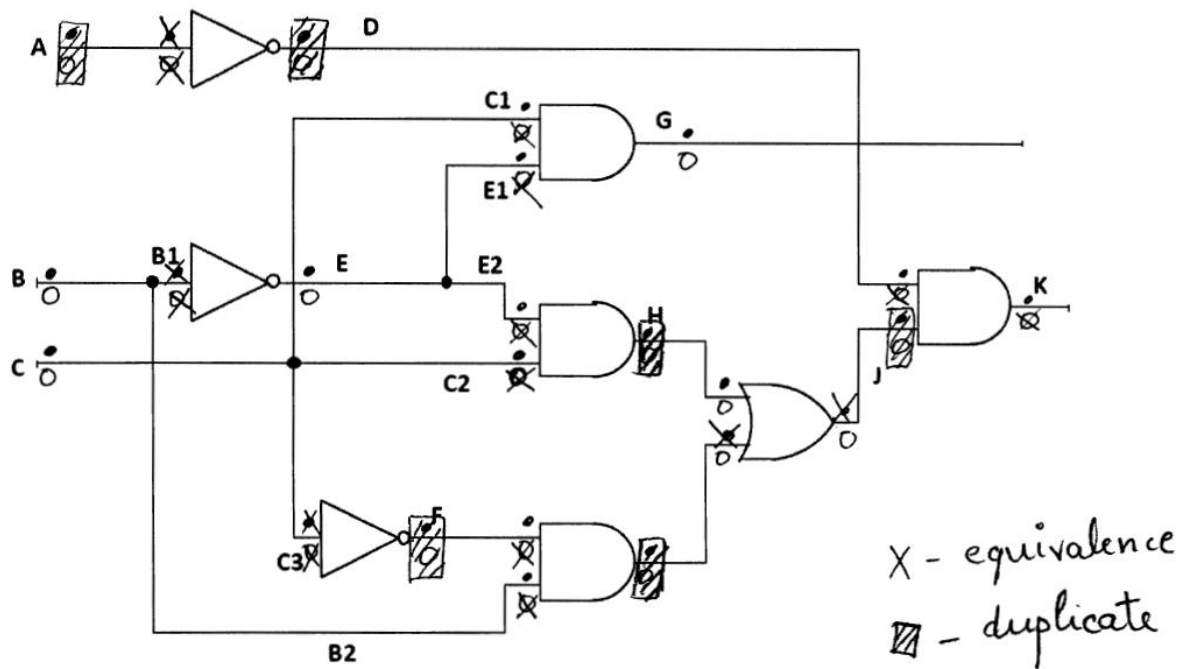 A
D
C1
G
E1
B
B1
E
E2
H
K
C
C2
J
F
C3
B2
X - equivalence
- duplicate